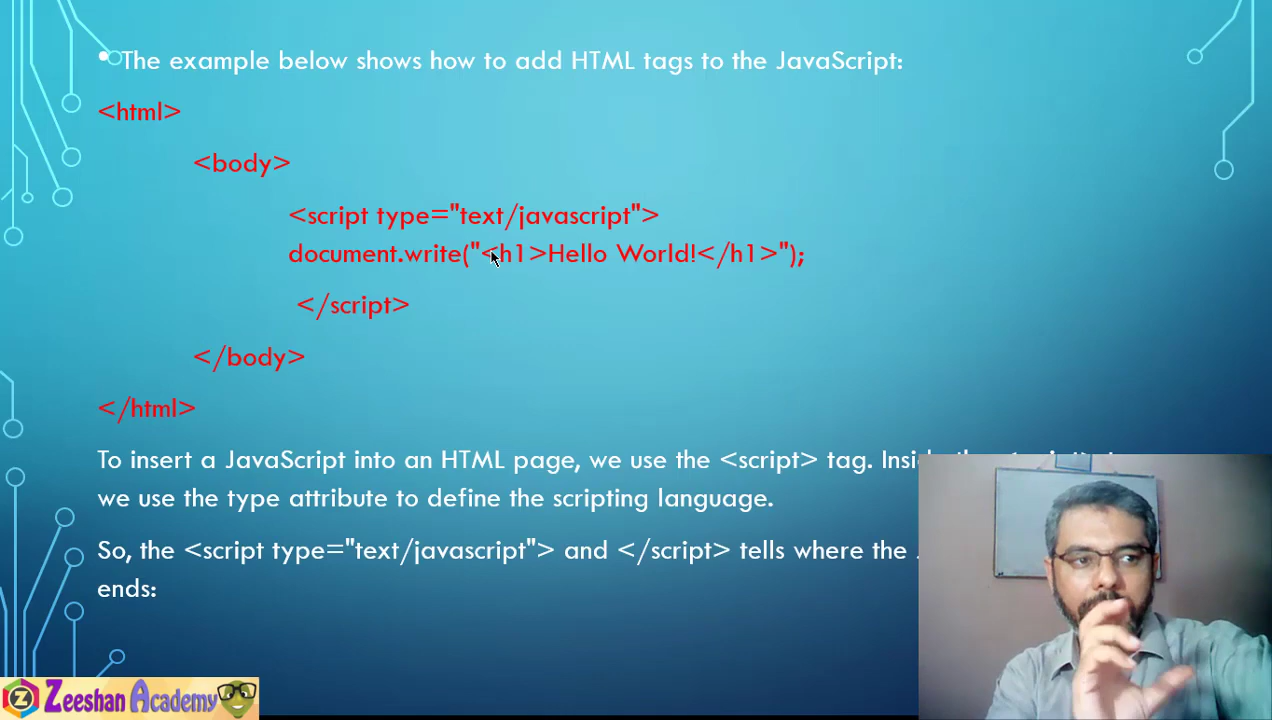 • The example below shows how to add HTML tags to the JavaScript:
<html>
<body>
<script type="text/javascript">
document.write("<h1>Hello World!</h1>");
</script>
</body>
</html>
To insert a JavaScript into an HTML page, we use the <script> tag.
we use the type attribute to define the scripting language.
So, the <script type="text/javascript"> and </script> tells where the
ends:
Zeeshan Academy